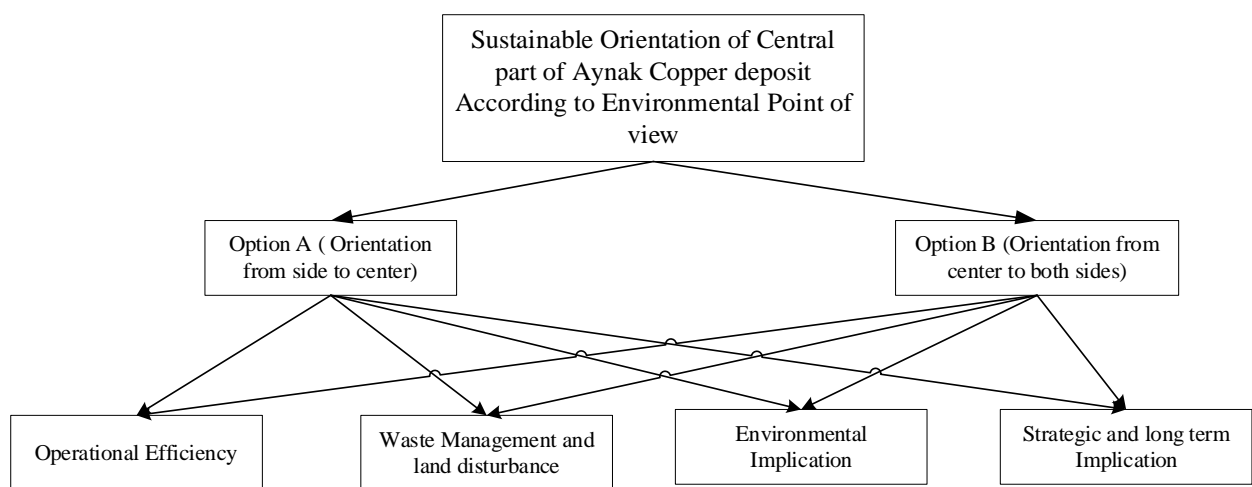 Sustainable Orientation of Central
part of Aynak Copper deposit
According to Environmental Point of
view
Option A ( Orientation
from side to center)
Option B (Orientation from
center to both sides)
Operational Efficiency
Waste Management and
land disturbance
Environmental
Implication
Strategic and long term
Implication